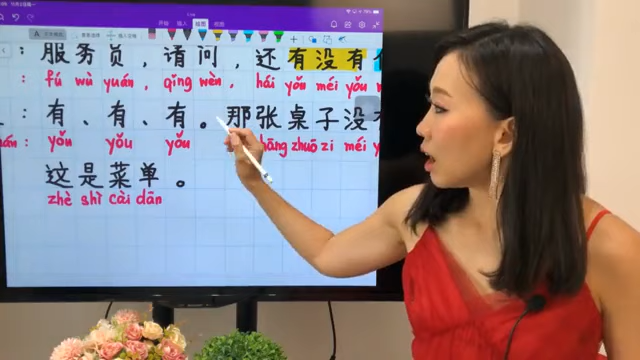 ：服务员，请问，还有没有
: fú wù yuán, qǐng wèn, hái yǒu méi yǒu
：有、有、有。那张桌子没
: yǒu yǒu yǒu zhāng zhuō zi méi
这是菜单。
zhè shì cài dān